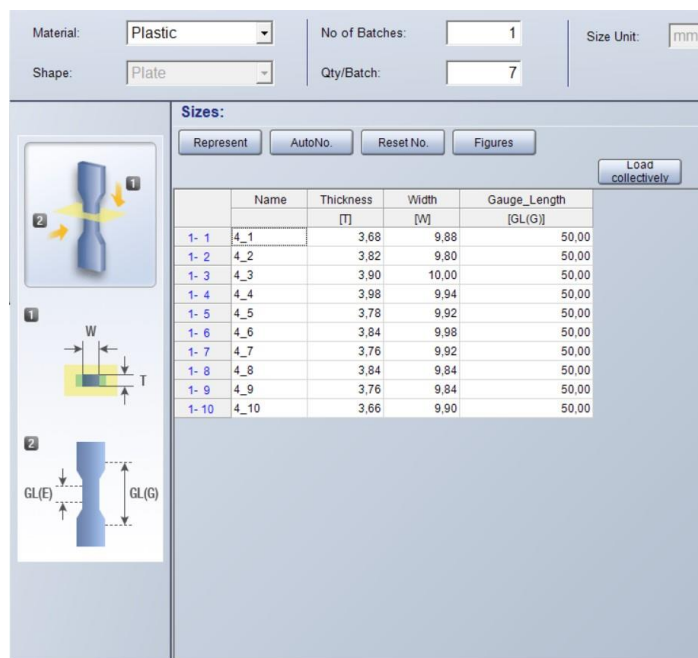 Material: Plastic No of Batches: 1 Size Unit: mm
Shape: Plate Qty/Batch: 7
Sizes:
Represent AutoNo. Reset No. Figures
Load collectively
Name Thickness Width Gauge_Length
[T] [W] [GL(G)]
1- 1 4_1 3,68 9,88 50,00
1- 2 4_2 3,82 9,80 50,00
1- 3 4_3 3,90 10,00 50,00
1- 4 4_4 3,98 9,94 50,00
1- 5 4_5 3,78 9,92 50,00
1- 6 4_6 3,84 9,98 50,00
1- 7 4_7 3,76 9,92 50,00
1- 8 4_8 3,84 9,84 50,00
1- 9 4_9 3,76 9,84 50,00
1- 10 4_10 3,66 9,90 50,00
1
2
1
W
T
2
GL(E) GL(G)